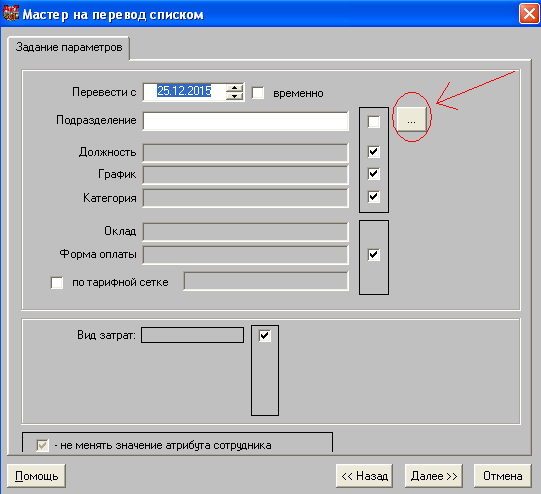 Мастер на перевод списком
Задание параметров
Перевести с 25.12.2015 временно
Подразделение ...
Должность
График
Категория
Оклад
Форма оплаты
по тарифной сетке
Вид затрат:
- не менять значение атрибута сотрудника
Помощь << Назад Далее >> Отмена